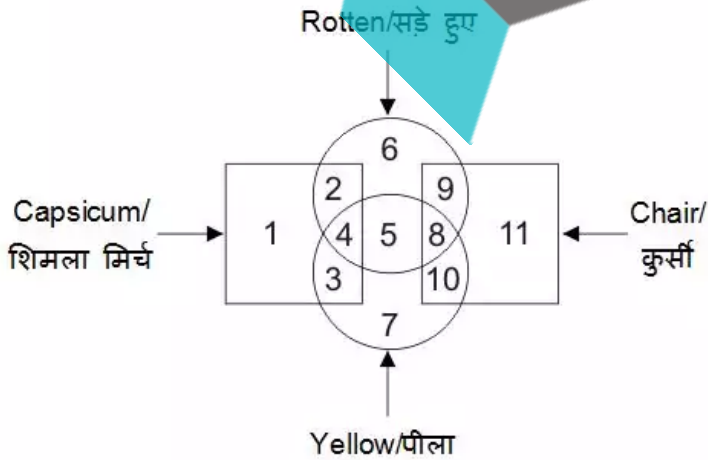 Rotten/सड़े हुए
6
2
9
Capsicum/
शिमला मिर्च
1
4
5
8
11
Chair/
कुर्सी
3
10
7
Yellow/पीला